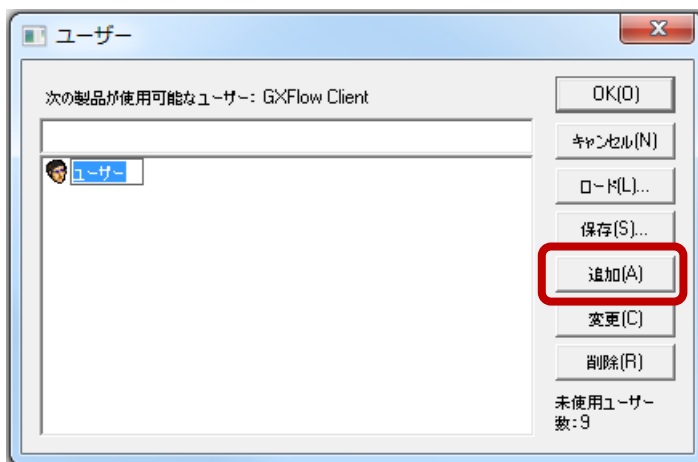 ユーザー
次の製品が使用可能なユーザー: GXFlow Client
OK(O)
キャンセル(N)
ユーザー
ロード(L)...
保存(S)...
追加(A)
変更(C)
削除(R)
未使用ユーザー
数:9